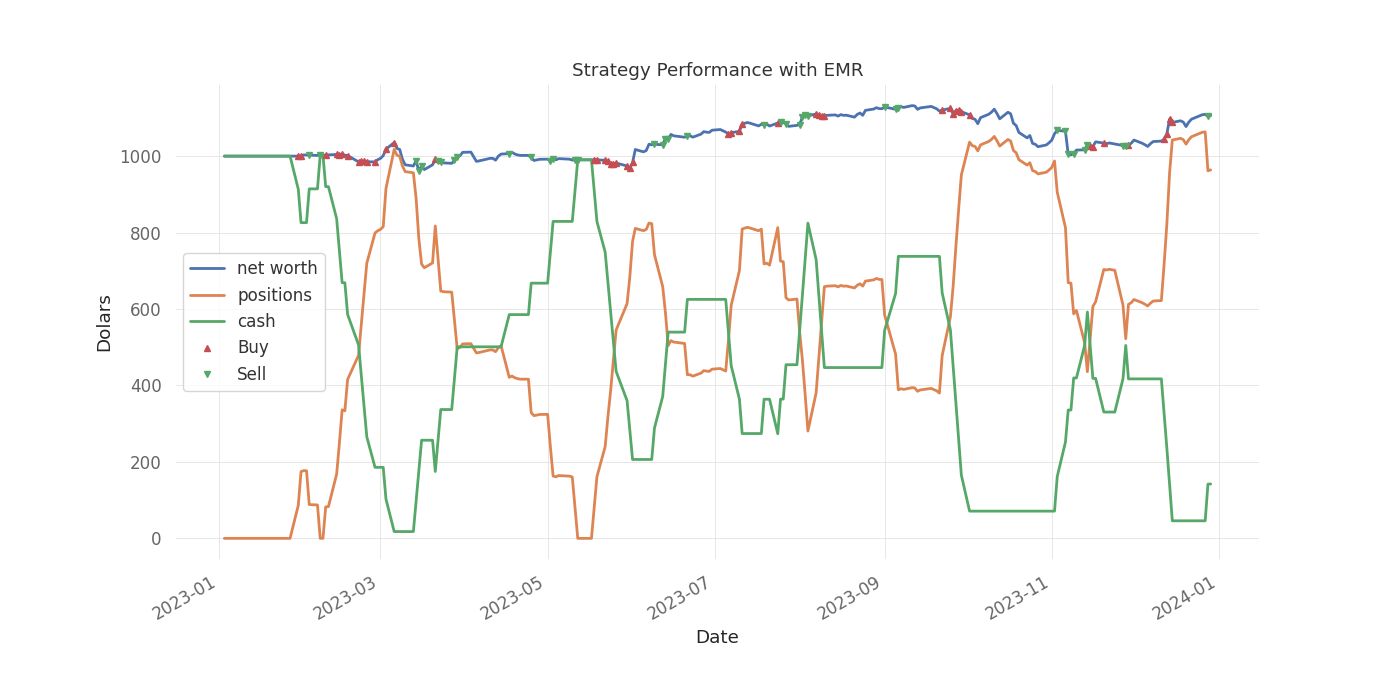 Strategy Performance with EMR
Dolars
1000
800
600
400
200
0
net worth
positions
cash
Buy
Sell
2023-01
2023-03
2023-05
2023-07
2023-09
2023-11
2024-01
Date